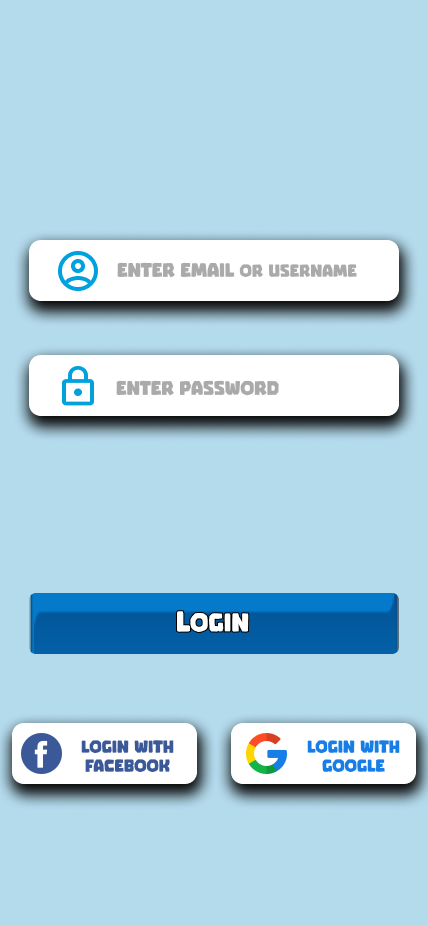 ENTER EMAIL OR USERNAME
ENTER PASSWORD
LOGIN
LOGIN WITH
FACEBOOK
LOGIN WITH
GOOGLE